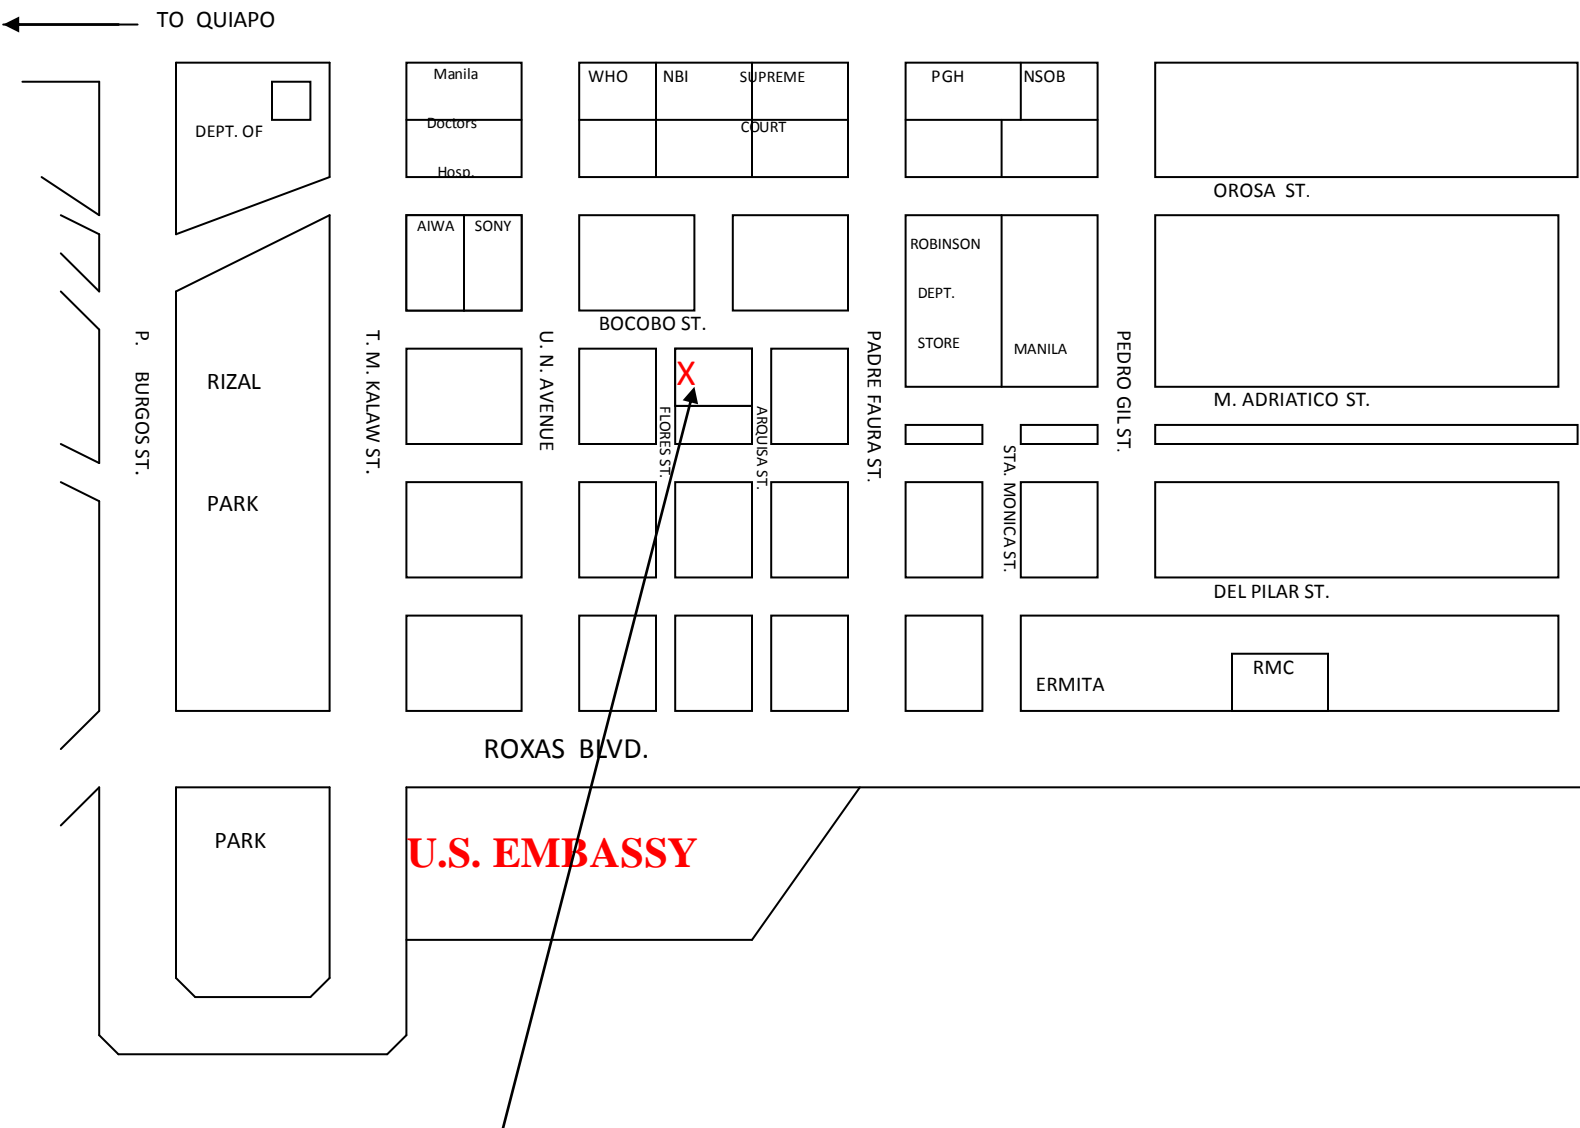 TO QUIAPO
Manila
Doctors
Hosp.
WHO
NBI
SUPREME
COURT
PGH
NSOB
DEPT. OF
OROSA ST.
AIWA
SONY
ROBINSON
DEPT.
STORE
MANILA
BOCOBO ST.
P. BURGOS ST.
RIZAL
PARK
T. M. KALAW ST.
U. N. AVENUE
X
FLORES ST.
ARQUISA ST.
PADRE FAURA ST.
PEDRO GIL ST.
M. ADRIATICO ST.
STA. MONICA ST.
DEL PILAR ST.
ERMITA
RMC
ROXAS BLVD.
PARK
U.S. EMBASSY